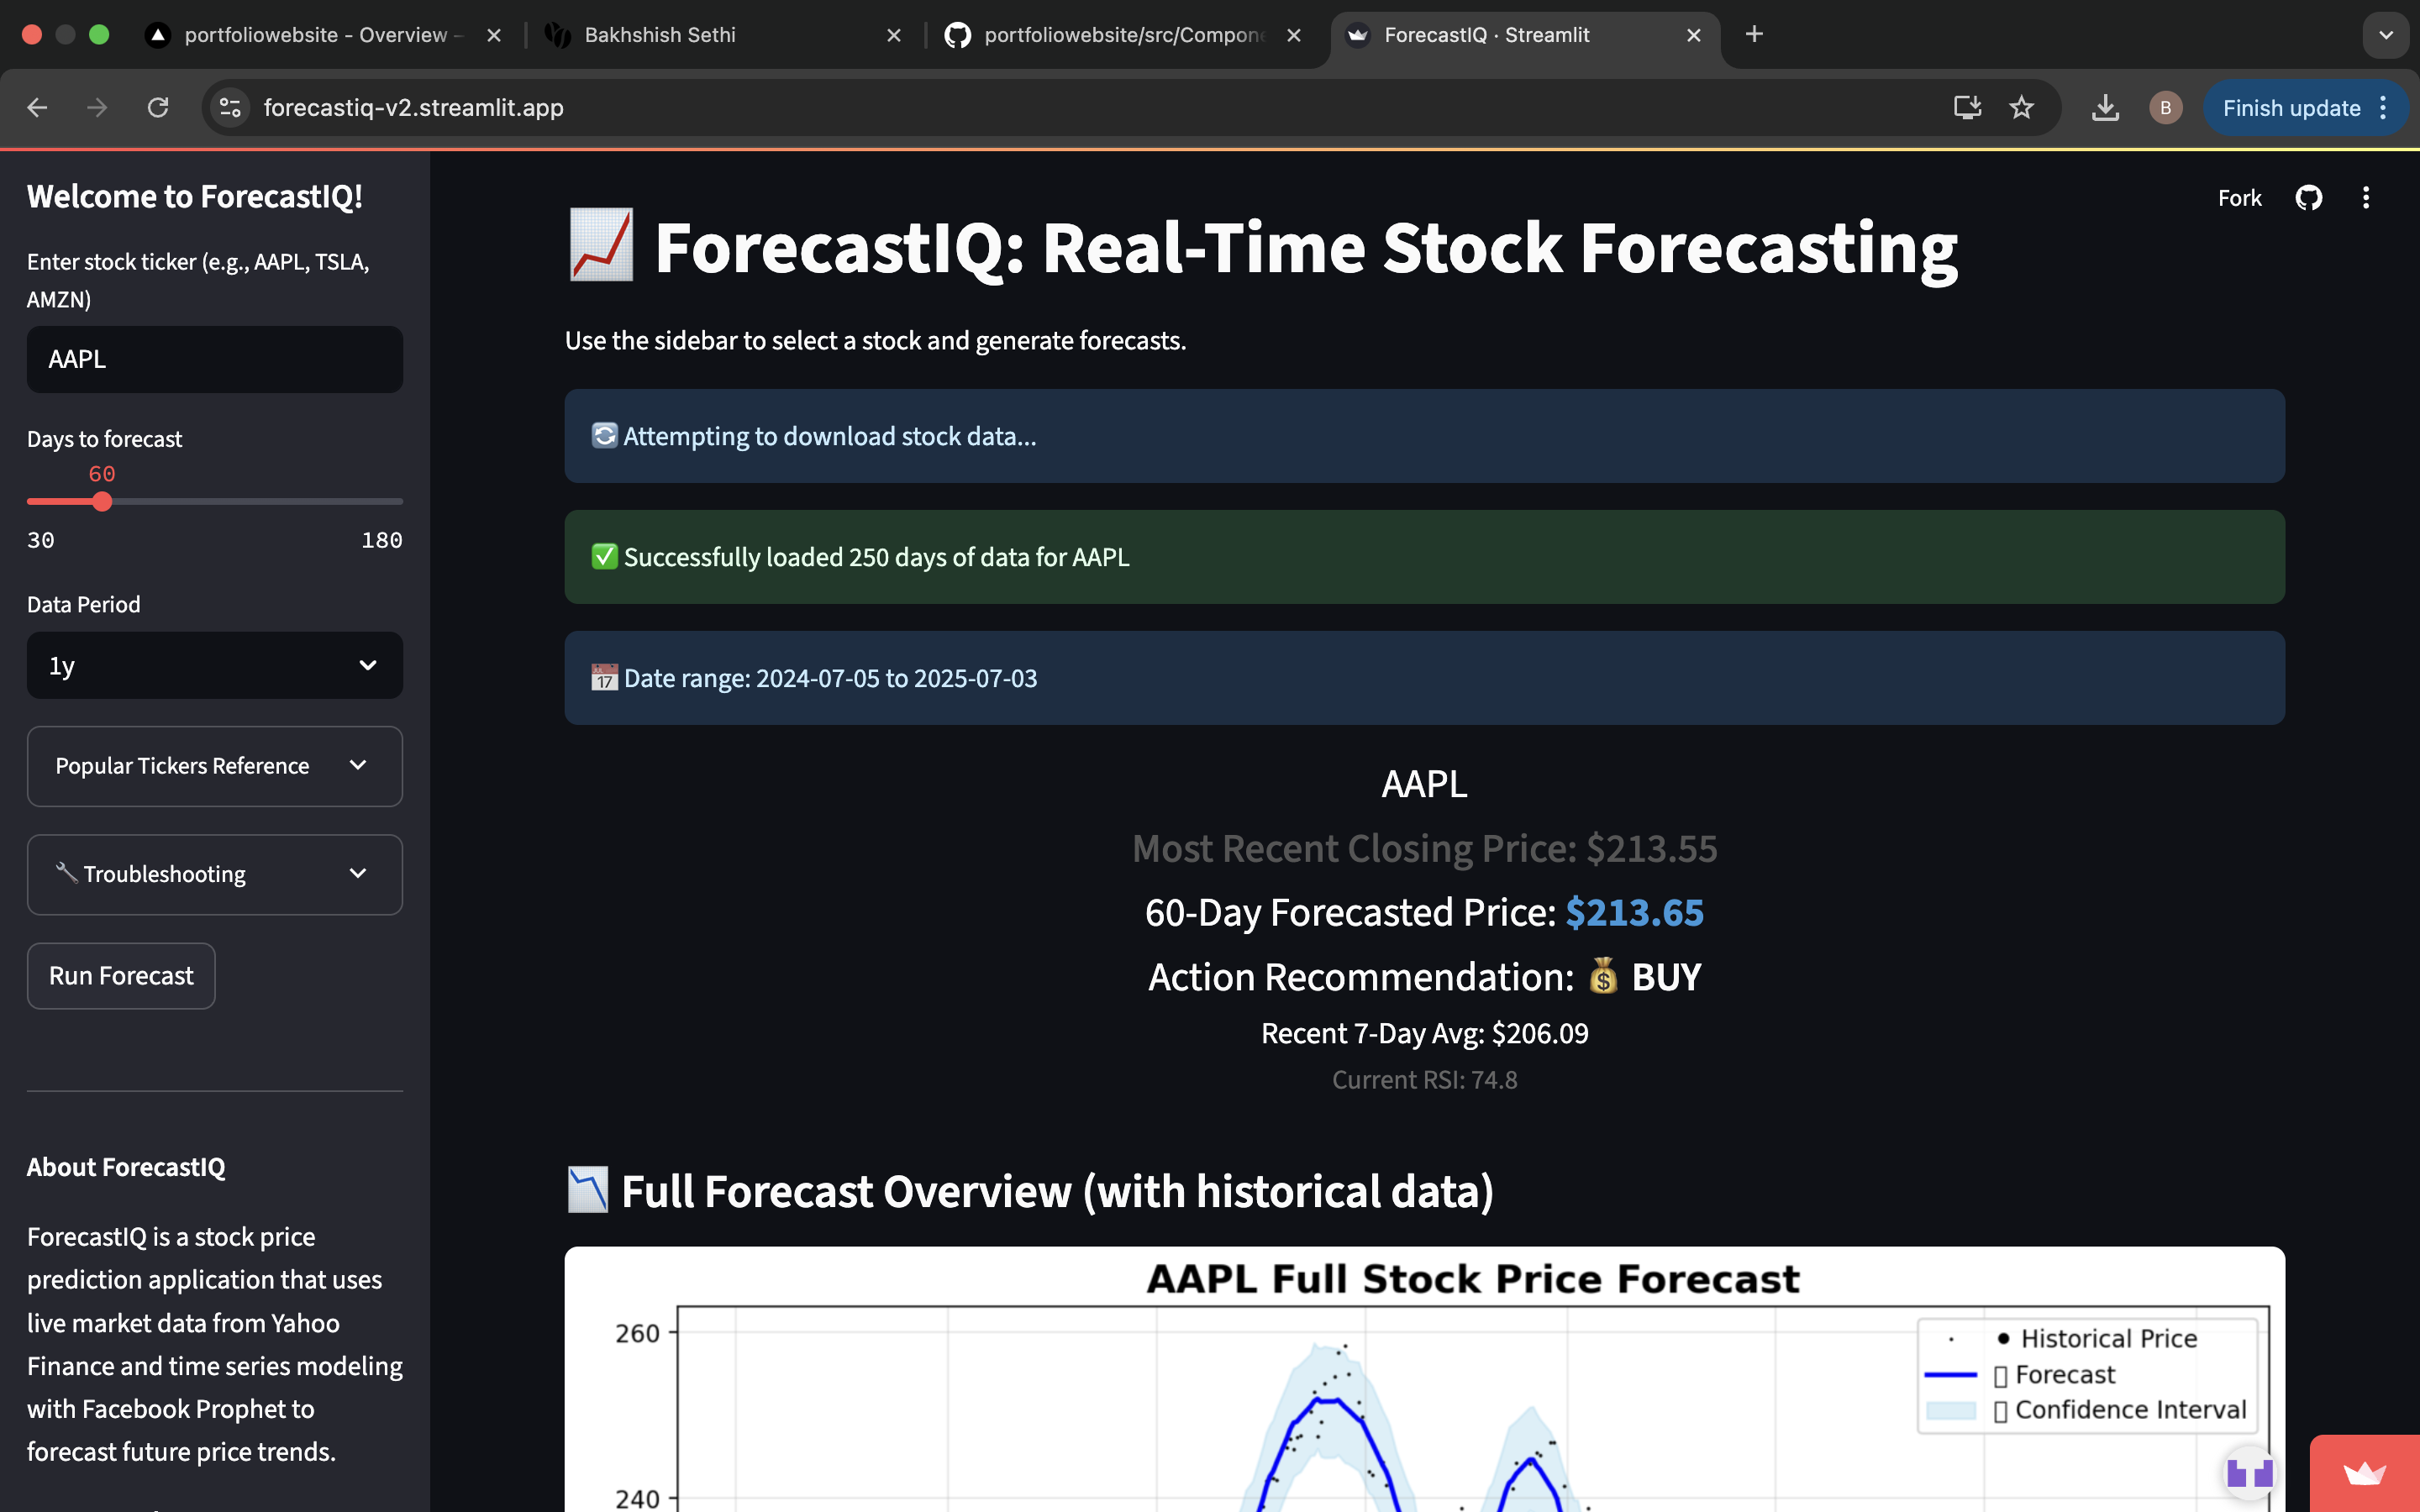 portfoliowebsite - Overview -
Bakhshish Sethi
portfoliowebsite/src/Compone
ForecastIQ · Streamlit
forecastiq-v2.streamlit.app
B
Finish update
Welcome to ForecastIQ!
Enter stock ticker (e.g., AAPL, TSLA,
AMZN)
AAPL
Days to forecast
60
30
180
Data Period
1y
Popular Tickers Reference
Troubleshooting
Run Forecast
About ForecastIQ
ForecastIQ is a stock price
prediction application that uses
live market data from Yahoo
Finance and time series modeling
with Facebook Prophet to
forecast future price trends.
Fork
ForecastIQ: Real-Time Stock Forecasting
Use the sidebar to select a stock and generate forecasts.
Attempting to download stock data...
Successfully loaded 250 days of data for AAPL
17
Date range: 2024-07-05 to 2025-07-03
AAPL
Most Recent Closing Price: $213.55
60-Day Forecasted Price: $213.65
Action Recommendation: 💰 BUY
Recent 7-Day Avg: $206.09
Current RSI: 74.8
Full Forecast Overview (with historical data)
AAPL Full Stock Price Forecast
260
240
Historical Price
Forecast
Confidence Interval